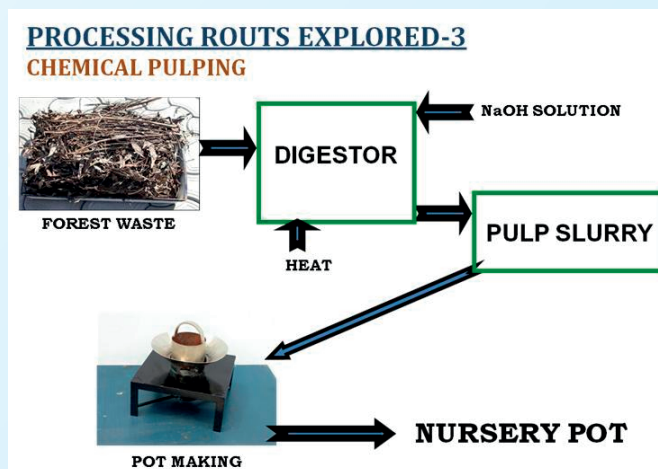 PROCESSING ROUTS EXPLORED-3
CHEMICAL PULPING
NaOH SOLUTION
DIGESTOR
FOREST WASTE
HEAT
PULP SLURRY
POT MAKING
NURSERY POT